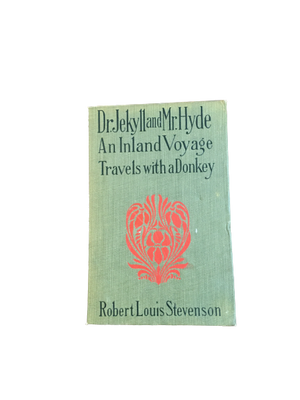 Dr. Jekyll and Mr. Hyde
An Inland Voyage
Travels with a Donkey
Robert Louis Stevenson